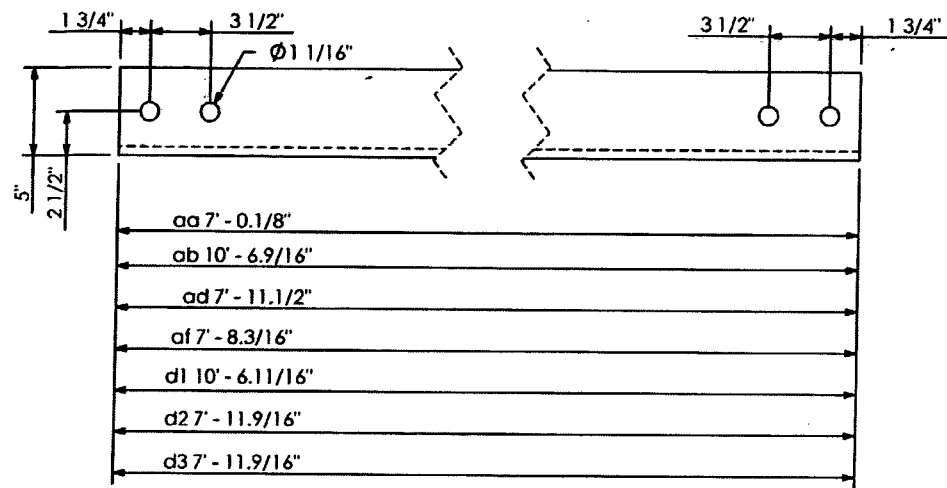 1 3/4" 3 1/2" 3 1/2" 1 3/4"
Ø1 1/16"
5"
2 1/2"
aa 7' - 0.1/8"
ab 10' - 6.9/16"
ad 7' - 11.1/2"
af 7' - 8.3/16"
d1 10' - 6.11/16"
d2 7' - 11.9/16"
d3 7' - 11.9/16"